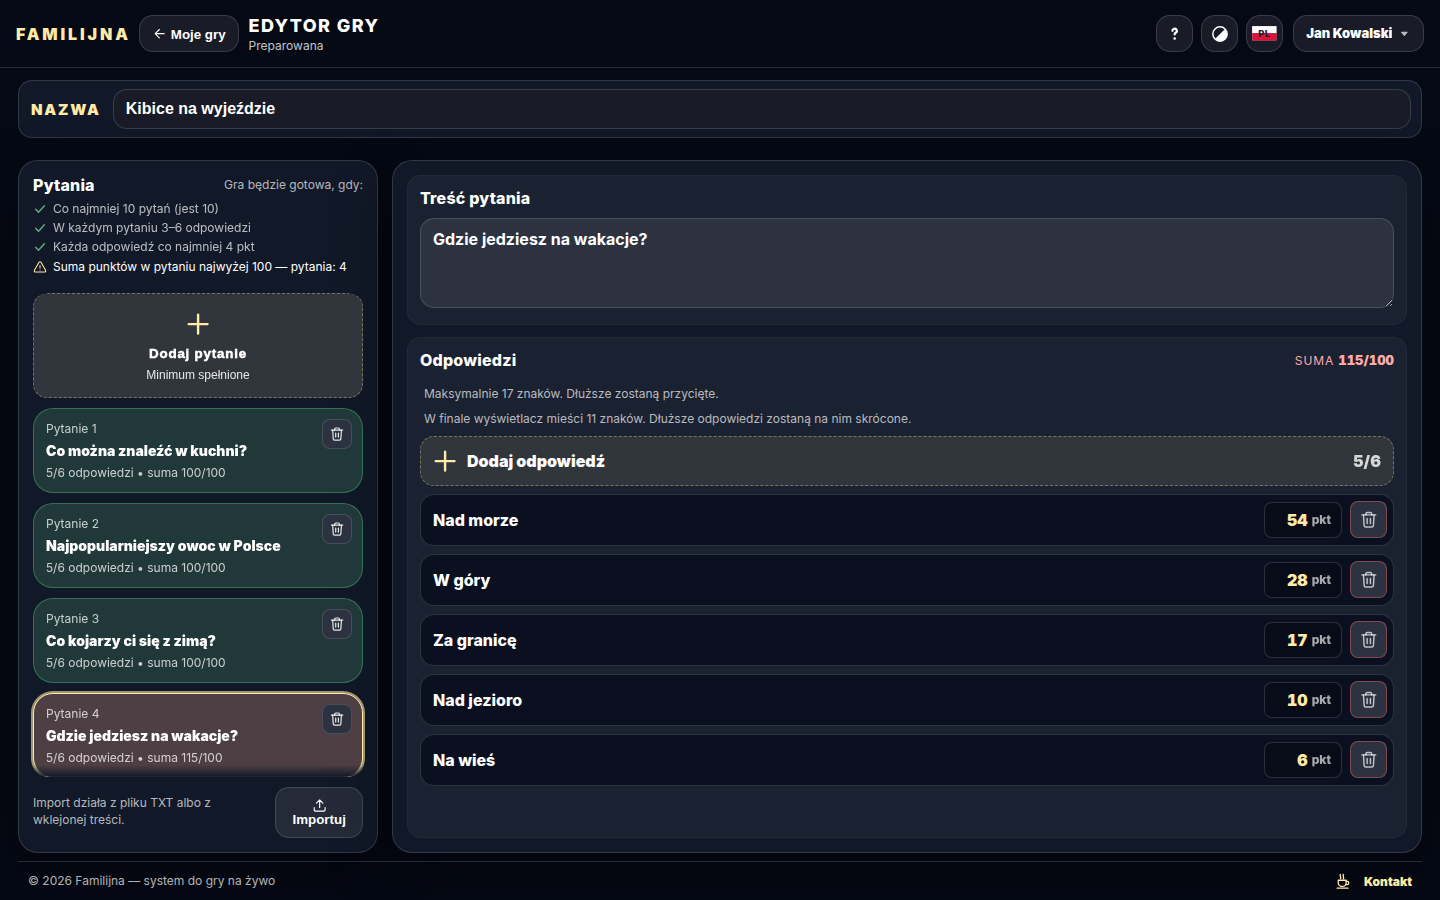 FAMILIJNA
Moje gry
EDYTOR GRY
Preparowana
?
PL
Jan Kowalski
NAZWA
Kibice na wyjeździe
Pytania
Gra będzie gotowa, gdy:
Co najmniej 10 pytań (jest 10)
W każdym pytaniu 3–6 odpowiedzi
Każda odpowiedź co najmniej 4 pkt
Suma punktów w pytaniu najwyżej 100 — pytania: 4
Dodaj pytanie
Minimum spełnione
Pytanie 1
Co można znaleźć w kuchni?
5/6 odpowiedzi • suma 100/100
Pytanie 2
Najpopularniejszy owoc w Polsce
5/6 odpowiedzi • suma 100/100
Pytanie 3
Co kojarzy ci się z zimą?
5/6 odpowiedzi • suma 100/100
Pytanie 4
Gdzie jedziesz na wakacje?
5/6 odpowiedzi • suma 115/100
Import działa z pliku TXT albo z
wklejonej treści.
Importuj
Treść pytania
Gdzie jedziesz na wakacje?
Odpowiedzi
SUMA 115/100
Maksymalnie 17 znaków. Dłuższe zostaną przycięte.
W finale wyświetlacz mieści 11 znaków. Dłuższe odpowiedzi zostaną na nim skrócone.
Dodaj odpowiedź
5/6
Nad morze
54 pkt
W góry
28 pkt
Za granicę
17 pkt
Nad jezioro
10 pkt
Na wieś
6 pkt
© 2026 Familijna — system do gry na żywo
Kontakt